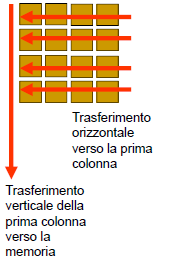 Trasferimento
orizzontale
verso la prima
colonna
Trasferimento
verticale della
prima colonna
verso la
memoria